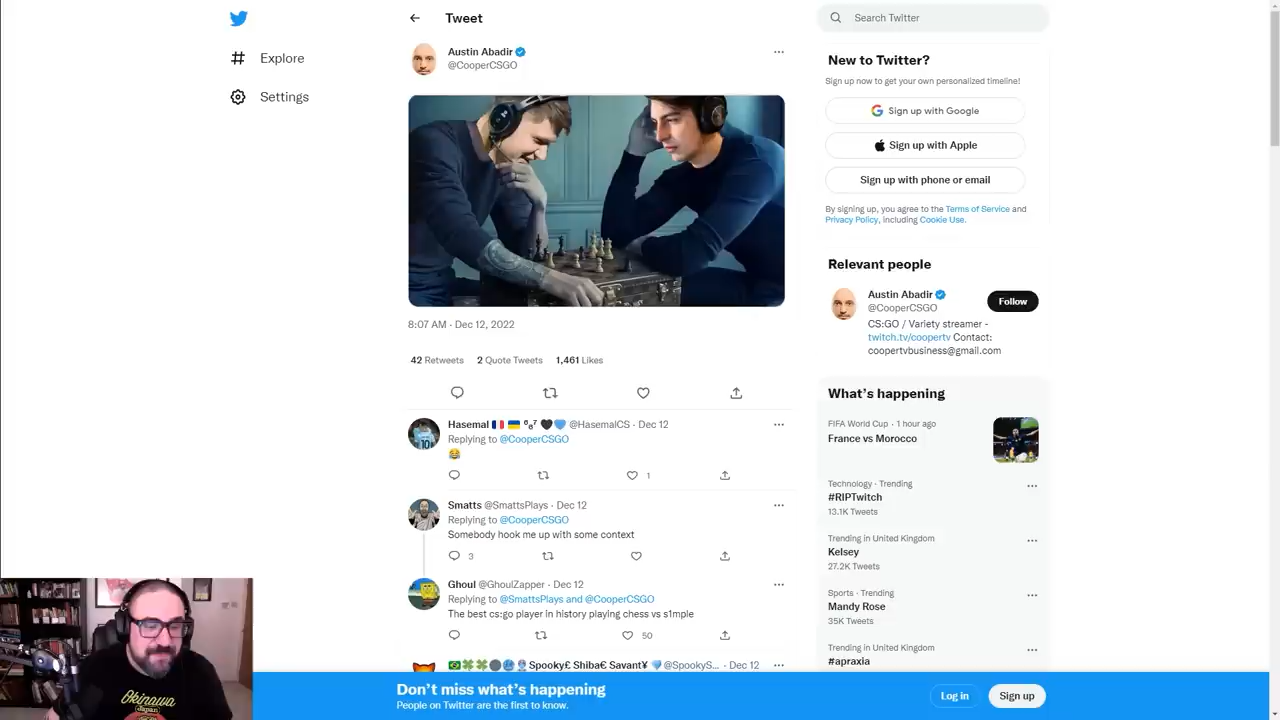 Explore
Settings
Tweet
Austin Abadir
@CooperCSGO
8:07 AM · Dec 12, 2022
42 Retweets 2 Quote Tweets 1,461 Likes
Hasemal @HasemalCS · Dec 12
Replying to @CooperCSGO
1
Smatts @SmattsPlays · Dec 12
Replying to @CooperCSGO
Somebody hook me up with some context
3
Ghoul @GhoulZapper · Dec 12
Replying to @SmattsPlays and @CooperCSGO
The best cs:go player in history playing chess vs s1mple
50
Spooky£ Shiba€ Savant¥ @SpookyS... · Dec 12
Search Twitter
New to Twitter?
Sign up now to get your own personalized timeline!
Sign up with Google
Sign up with Apple
Sign up with phone or email
By signing up, you agree to the Terms of Service and
Privacy Policy, including Cookie Use.
Relevant people
Austin Abadir
@CooperCSGO
Follow
CS:GO / Variety streamer -
twitch.tv/coopertv Contact:
coopertvbusiness@gmail.com
What's happening
FIFA World Cup · 1 hour ago
France vs Morocco
Technology · Trending
#RIPTwitch
13.1K Tweets
Trending in United Kingdom
Kelsey
27.2K Tweets
Sports · Trending
Mandy Rose
35K Tweets
Trending in United Kingdom
#apraxia
Okinawa
Don't miss what's happening
People on Twitter are the first to know.
Log in
Sign up